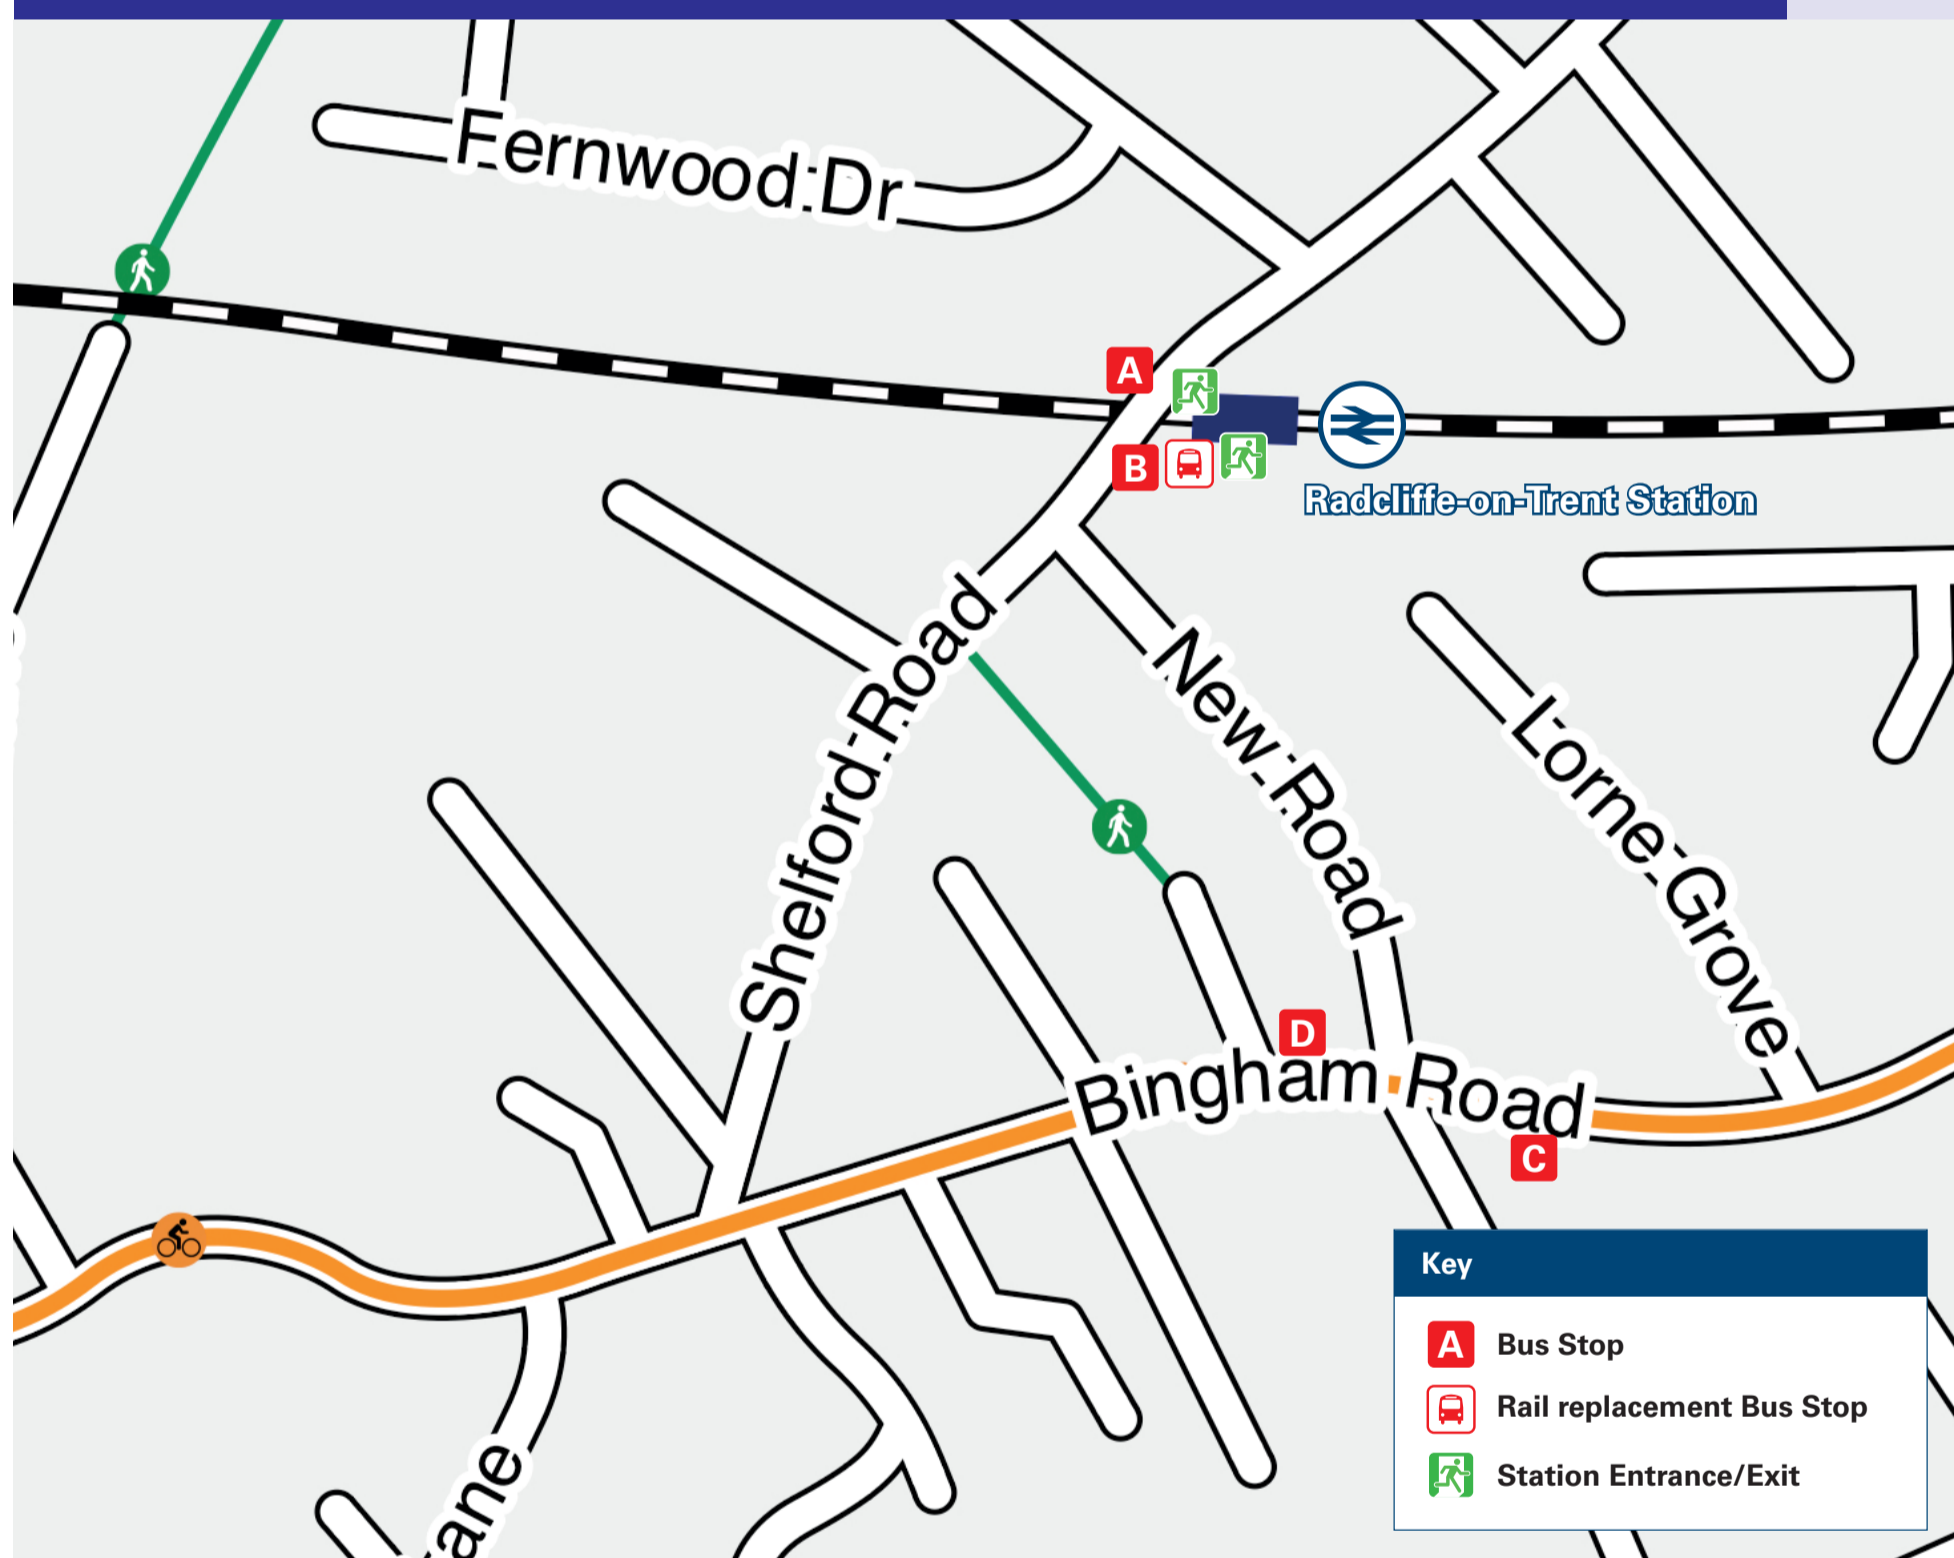 Fernwood Dr
A
B
Radcliffe-on-Trent Station
Shelford Road
New Road
Lorne Grove
D
Bingham Road
C
ane
Key
A Bus Stop
Rail replacement Bus Stop
Station Entrance/Exit